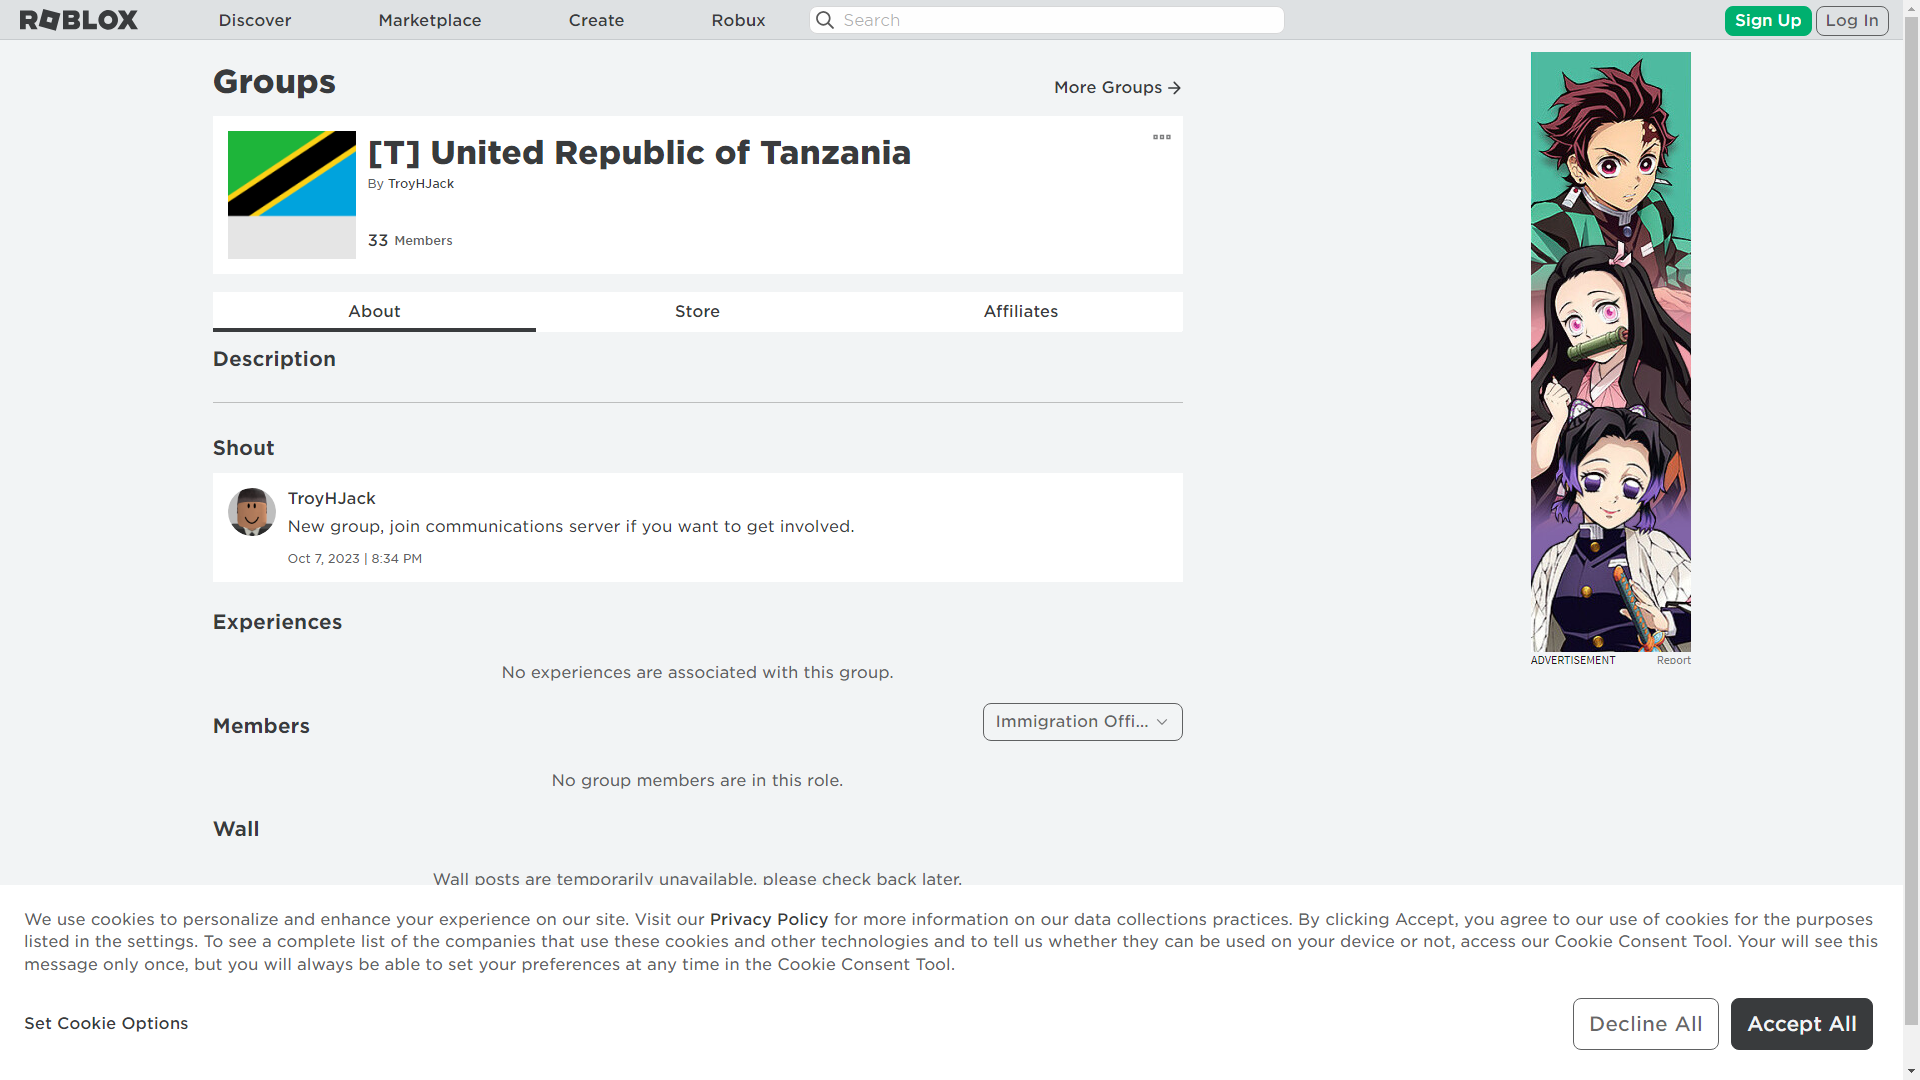 ROBLOX
Discover
Marketplace
Create
Robux
Search
Sign Up
Log In
Groups
More Groups
[T] United Republic of Tanzania
By TroyHJack
33 Members
About
Store
Affiliates
Description
Shout
TroyHJack
New group, join communications server if you want to get involved.
Oct 7, 2023 | 8:34 PM
Experiences
No experiences are associated with this group.
Members
Immigration Offi...
No group members are in this role.
Wall
Wall posts are temporarily unavailable, please check back later.
ADVERTISEMENT
Report
We use cookies to personalize and enhance your experience on our site. Visit our Privacy Policy for more information on our data collections practices. By clicking Accept, you agree to our use of cookies for the purposes
listed in the settings. To see a complete list of the companies that use these cookies and other technologies and to tell us whether they can be used on your device or not, access our Cookie Consent Tool. Your will see this
message only once, but you will always be able to set your preferences at any time in the Cookie Consent Tool.
Set Cookie Options
Decline All
Accept All